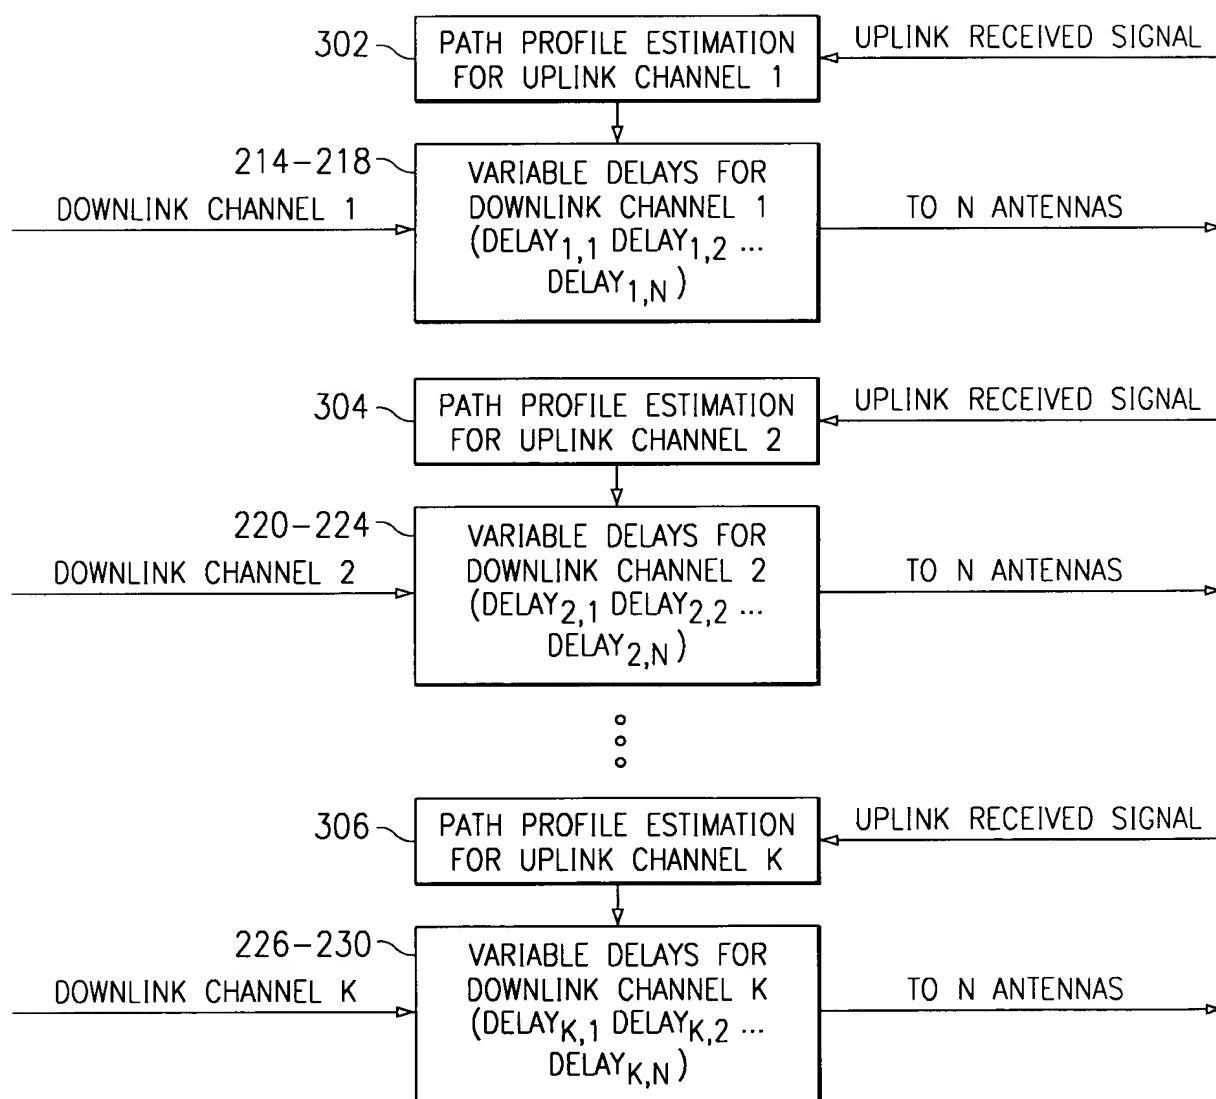 302
PATH PROFILE ESTIMATION
FOR UPLINK CHANNEL 1
UPLINK RECEIVED SIGNAL
214-218
DOWNLINK CHANNEL 1
VARIABLE DELAYS FOR
DOWNLINK CHANNEL 1
(DELAY1,1 DELAY1,2 ...
DELAY1,N)
TO N ANTENNAS
304
PATH PROFILE ESTIMATION
FOR UPLINK CHANNEL 2
UPLINK RECEIVED SIGNAL
220-224
DOWNLINK CHANNEL 2
VARIABLE DELAYS FOR
DOWNLINK CHANNEL 2
(DELAY2,1 DELAY2,2 ...
DELAY2,N)
TO N ANTENNAS
306
PATH PROFILE ESTIMATION
FOR UPLINK CHANNEL K
UPLINK RECEIVED SIGNAL
226-230
DOWNLINK CHANNEL K
VARIABLE DELAYS FOR
DOWNLINK CHANNEL K
(DELAYK,1 DELAYK,2 ...
DELAYK,N)
TO N ANTENNAS